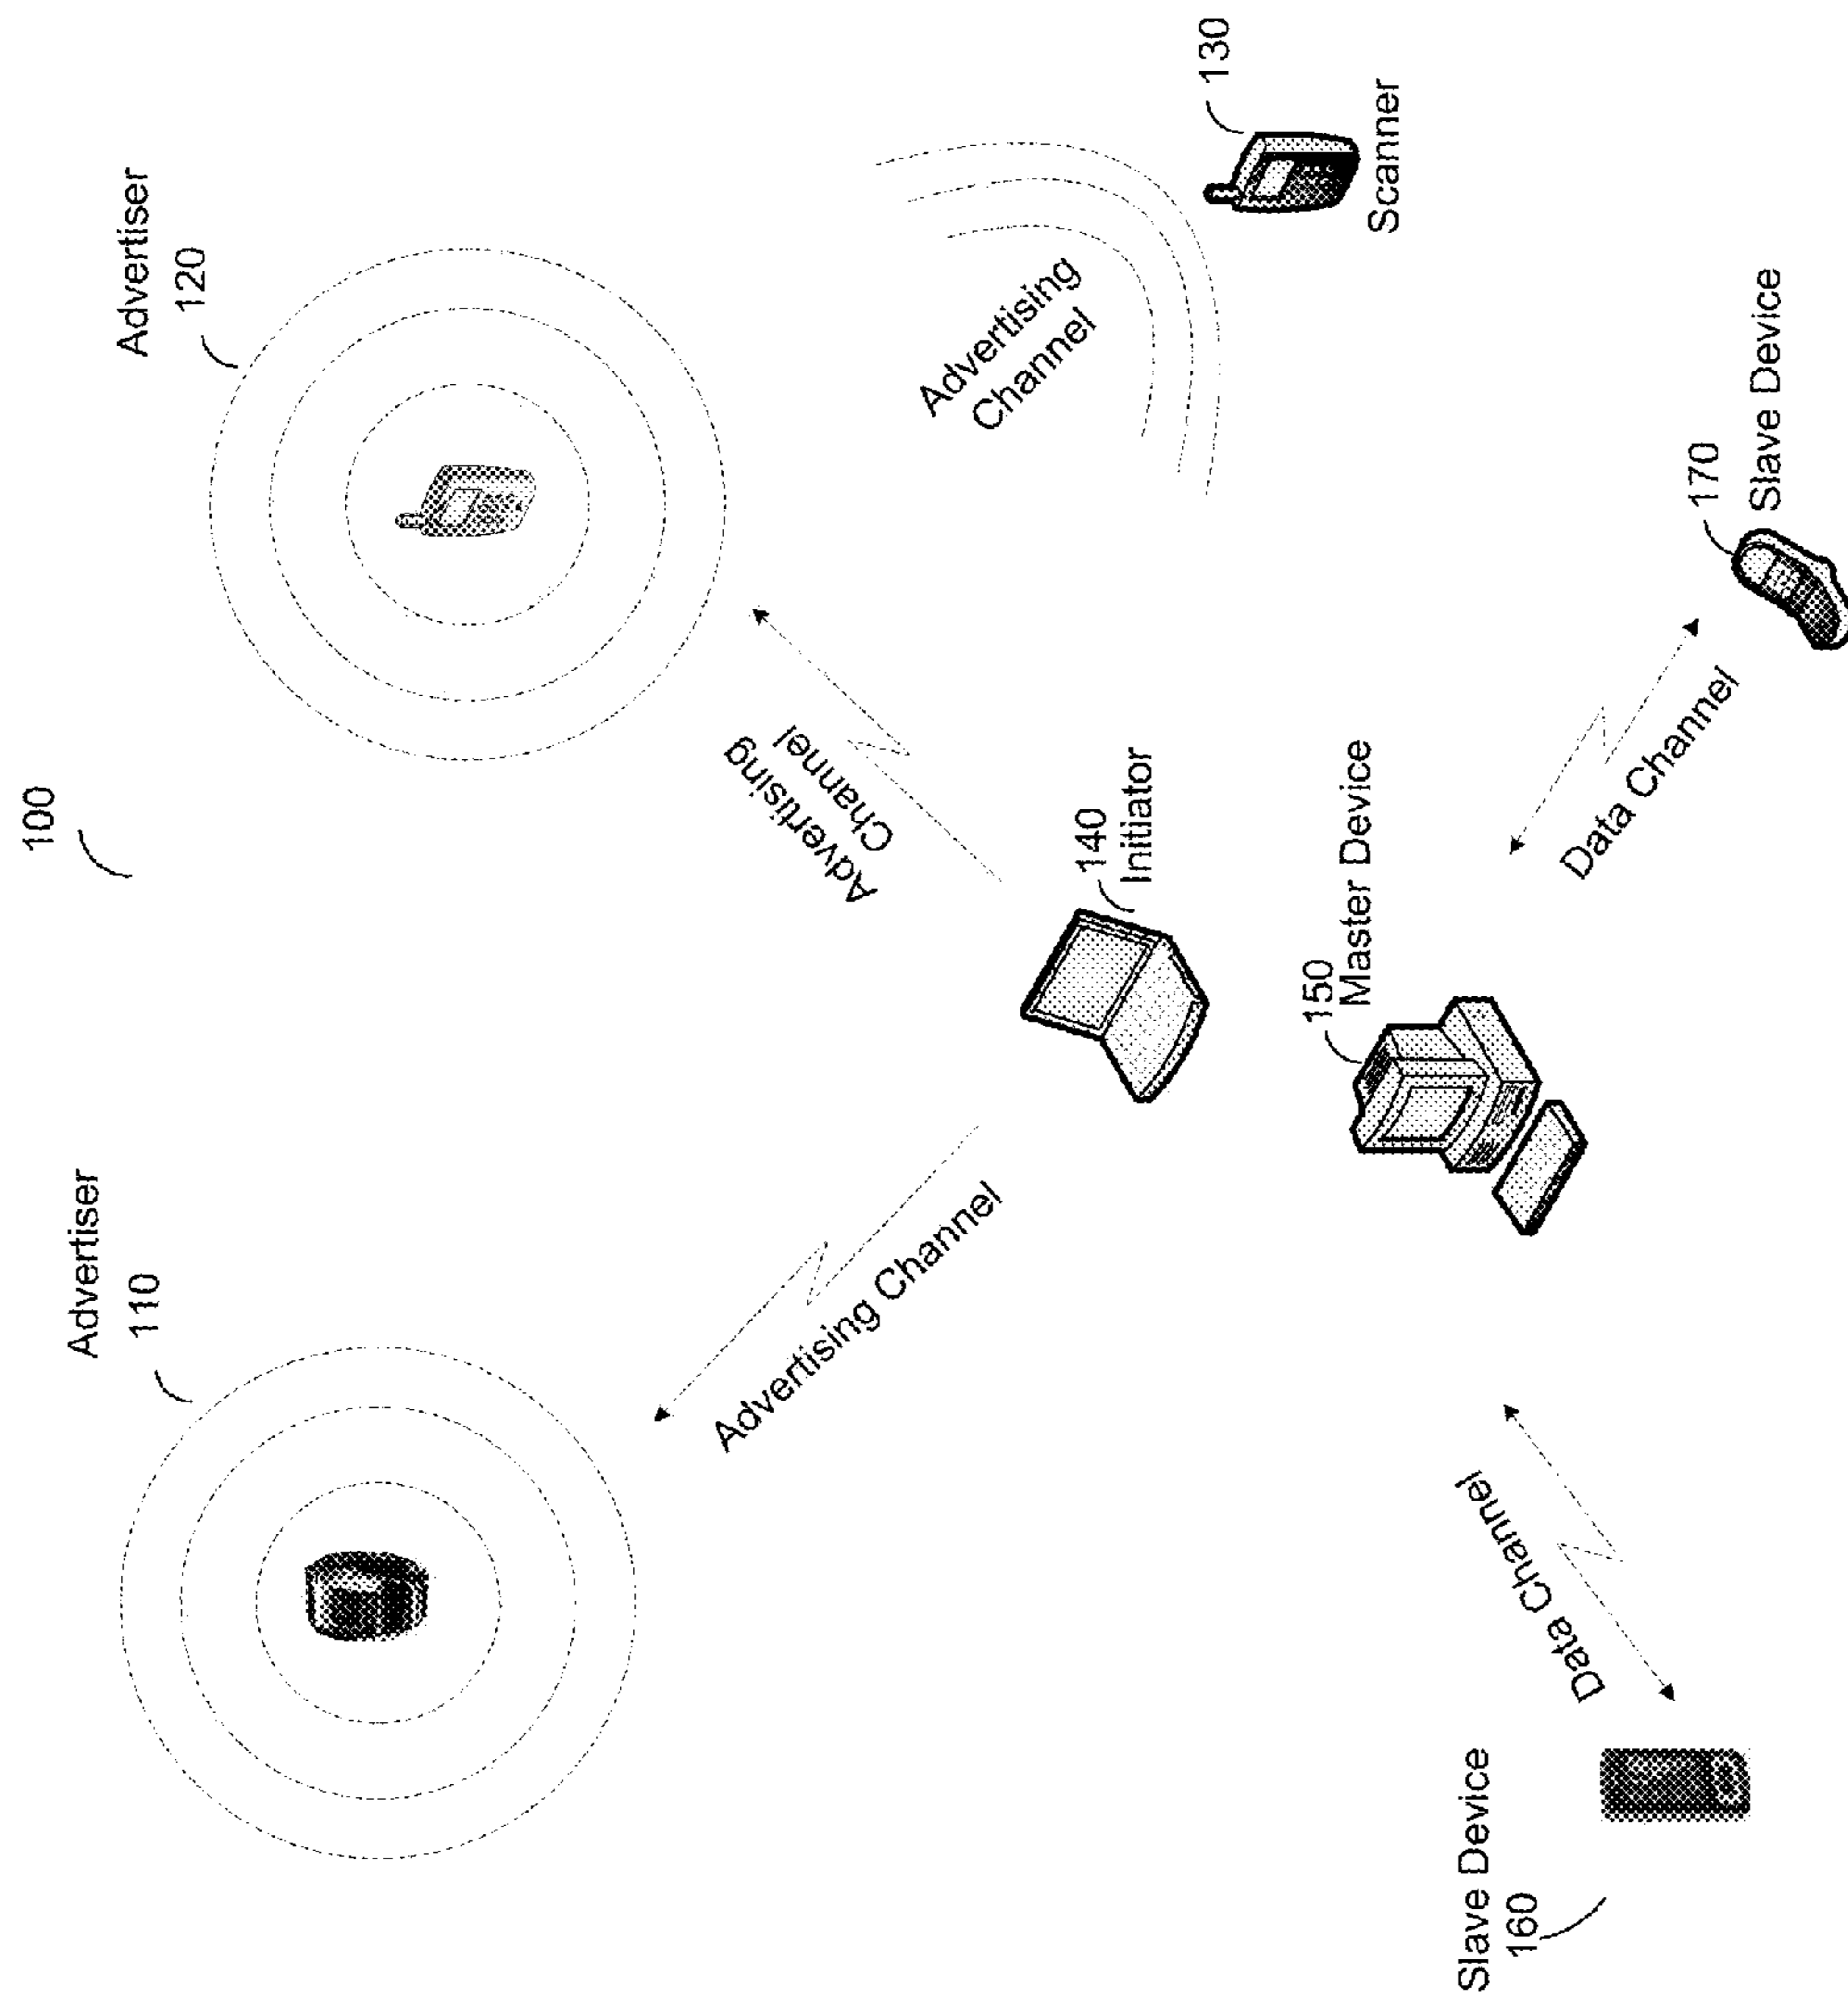 100
Advertiser
110
Advertiser
120
Advertising Channel
Advertising
Channel
Advertising
Channel
130
Scanner
140
Initiator
150
Master Device
Slave Device
160
Data Channel
Data Channel
170
Slave Device